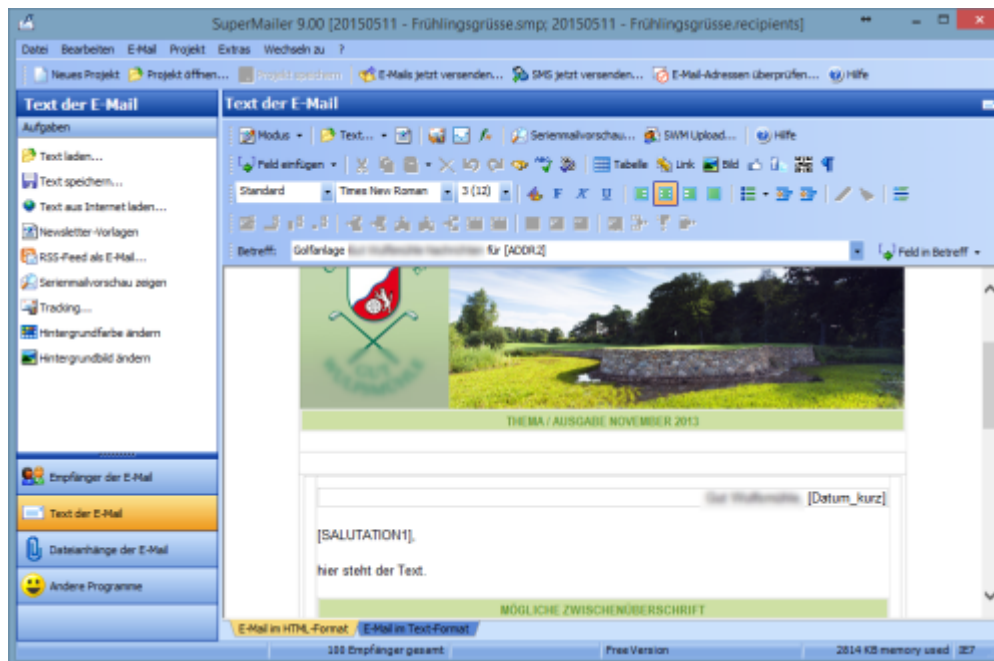 SuperMailer 9.00 [20150511 - Frühlingsgrüsse.smp; 20150511 - Frühlingsgrüsse.recipients]
Datei Bearbeiten E-Mail Projekt Extras Wechseln zu ?
Neues Projekt Projekt öffnen... Projekt speichern E-Mails jetzt versenden... SMS jetzt versenden... E-Mail-Adressen überprüfen... Hilfe
Text der E-Mail
Aufgaben
Text laden...
Text speichern...
Text aus Internet laden...
Newsletter-Vorlagen
RSS-Feed als E-Mail...
Serienmailvorschau zeigen
Tracking...
Hintergrundfarbe ändern
Hintergrundbild ändern
Empfänger der E-Mail
Text der E-Mail
Dateianhänge der E-Mail
Andere Programme
Text der E-Mail
Modus Text... Serienmailvorschau... SWM Upload... Hilfe
Feld einfügen Tabelle Link Bild
Standard Times New Roman 3 (12) F K U
Betreff: Golfanlage für [ADDR2] Feld in Betreff
THEMA / AUSGABE NOVEMBER 2013
[Datum_kurz]
[SALUTATION1],
hier steht der Text.
MÖGLICHE ZWISCHENÜBERSCHRIFT
E-Mail im HTML-Format E-Mail im Text-Format
100 Empfänger gesamt Free Version 2814 KB memory used IE7